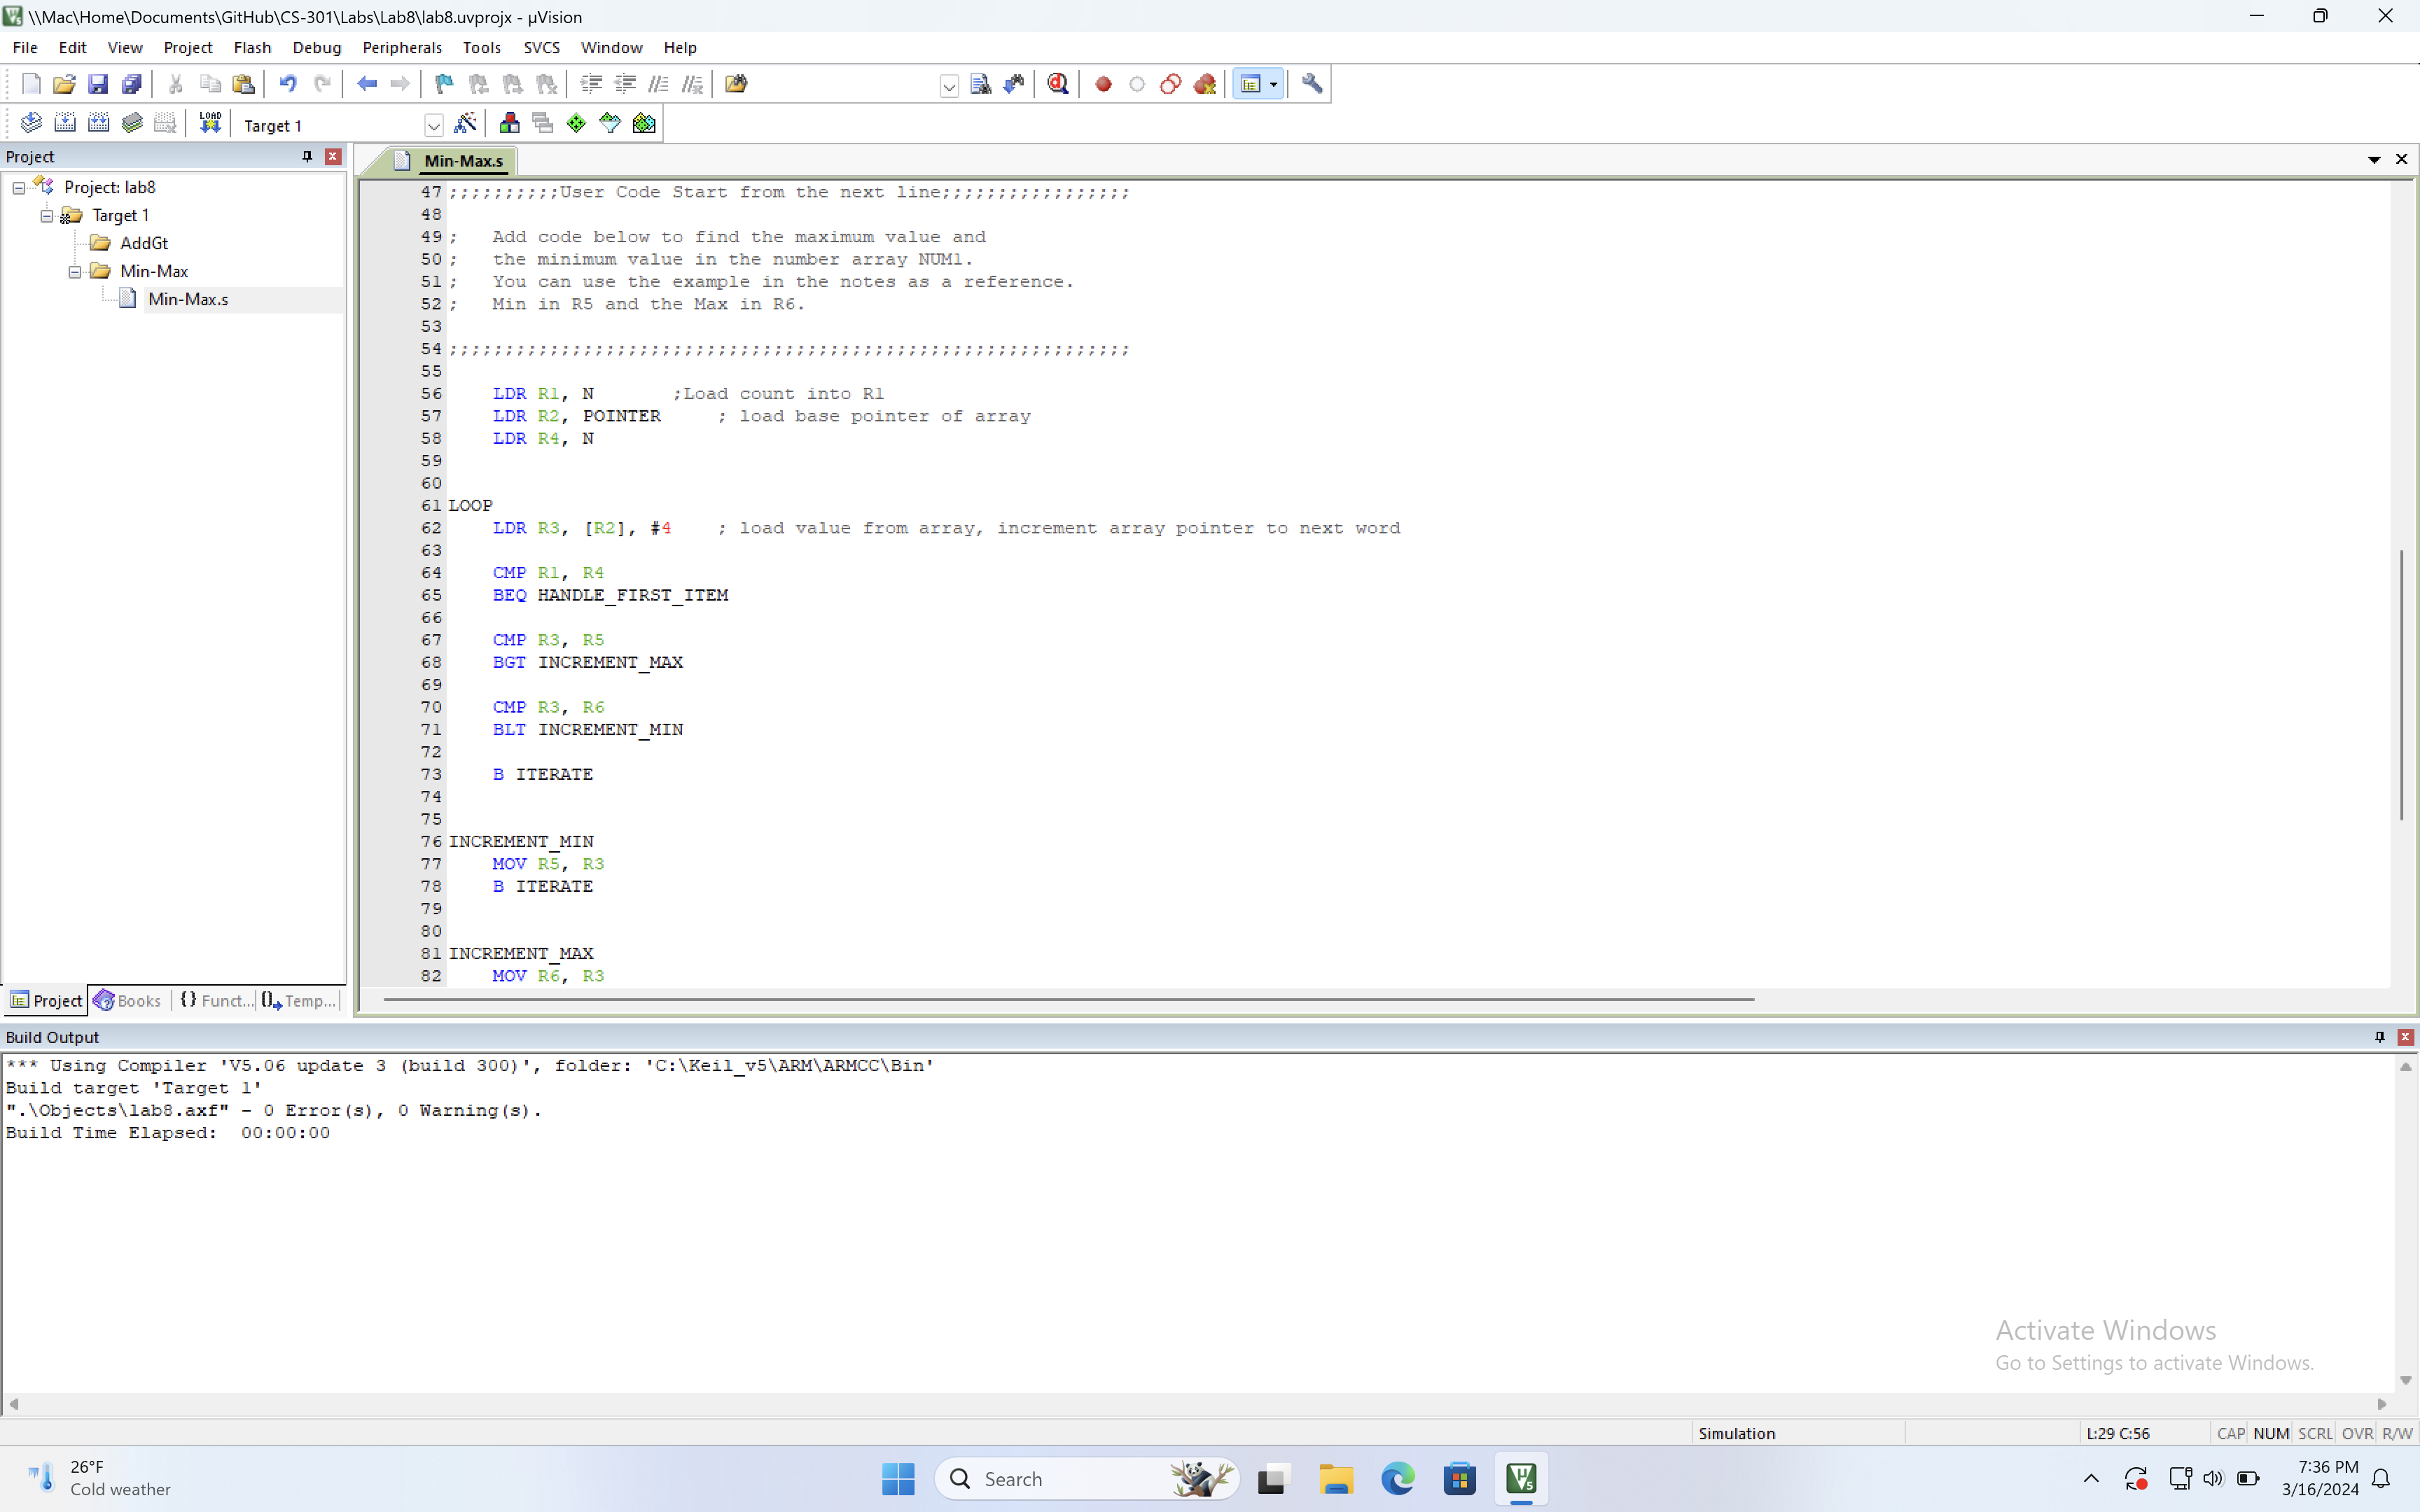 \\Mac\Home\Documents\GitHub\CS-301\Labs\Lab8\lab8.uvprojx - µVision
File Edit View Project Flash Debug Peripherals Tools SVCS Window Help
LOAD
Target 1
Project
Project: lab8
Target 1
AddGt
Min-Max
Min-Max.s
Project Books Funct... Temp...
Min-Max.s
47 ;;;;;;;;;;User Code Start from the next line;;;;;;;;;;;;;;;;;
48
49 ; Add code below to find the maximum value and
50 ; the minimum value in the number array NUM1.
51 ; You can use the example in the notes as a reference.
52 ; Min in R5 and the Max in R6.
53
54 ;;;;;;;;;;;;;;;;;;;;;;;;;;;;;;;;;;;;;;;;;;;;;;;;;;;;;;;;;;;;;
55
56 LDR R1, N ;Load count into R1
57 LDR R2, POINTER ; load base pointer of array
58 LDR R4, N
59
60
61 LOOP
62 LDR R3, [R2], #4 ; load value from array, increment array pointer to next word
63
64 CMP R1, R4
65 BEQ HANDLE_FIRST_ITEM
66
67 CMP R3, R5
68 BGT INCREMENT_MAX
69
70 CMP R3, R6
71 BLT INCREMENT_MIN
72
73 B ITERATE
74
75
76 INCREMENT_MIN
77 MOV R5, R3
78 B ITERATE
79
80
81 INCREMENT_MAX
82 MOV R6, R3
Build Output
*** Using Compiler 'V5.06 update 3 (build 300)', folder: 'C:\Keil_v5\ARM\ARMCC\Bin'
Build target 'Target 1'
".\Objects\lab8.axf" - 0 Error(s), 0 Warning(s).
Build Time Elapsed: 00:00:00
Activate Windows
Go to Settings to activate Windows.
Simulation L:29 C:56 CAP NUM SCRL OVR R/W
26°F
Cold weather
Search
7:36 PM
3/16/2024